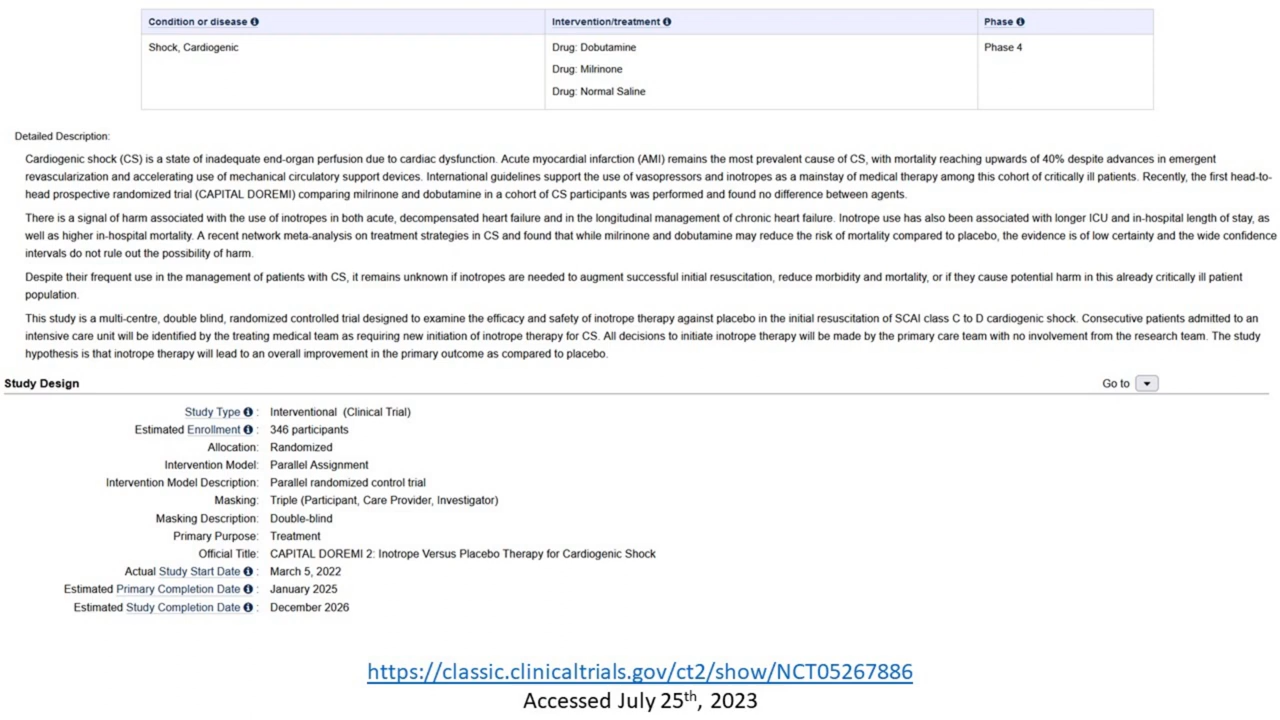 Condition or disease
Intervention/treatment
Phase
Shock, Cardiogenic
Drug: Dobutamine
Phase 4
Drug: Milrinone
Drug: Normal Saline
Detailed Description:
Cardiogenic shock (CS) is a state of inadequate end-organ perfusion due to cardiac dysfunction. Acute myocardial infarction (AMI) remains the most prevalent cause of CS, with mortality reaching upwards of 40% despite advances in emergent
revascularization and accelerating use of mechanical circulatory support devices. International guidelines support the use of vasopressors and inotropes as a mainstay of medical therapy among this cohort of critically ill patients. Recently, the first head-to-
head prospective randomized trial (CAPITAL DOREMI) comparing milrinone and dobutamine in a cohort of CS participants was performed and found no difference between agents.
There is a signal of harm associated with the use of inotropes in both acute, decompensated heart failure and in the longitudinal management of chronic heart failure. Inotrope use has also been associated with longer ICU and in-hospital length of stay, as
well as higher in-hospital mortality. A recent network meta-analysis on treatment strategies in CS and found that while milrinone and dobutamine may reduce the risk of mortality compared to placebo, the evidence is of low certainty and the wide confidence
intervals do not rule out the possibility of harm.
Despite their frequent use in the management of patients with CS, it remains unknown if inotropes are needed to augment successful initial resuscitation, reduce morbidity and mortality, or if they cause potential harm in this already critically ill patient
population.
This study is a multi-centre, double blind, randomized controlled trial designed to examine the efficacy and safety of inotrope therapy against placebo in the initial resuscitation of SCAI class C to D cardiogenic shock. Consecutive patients admitted to an
intensive care unit will be identified by the treating medical team as requiring new initiation of inotrope therapy for CS. All decisions to initiate inotrope therapy will be made by the primary care team with no involvement from the research team. The study
hypothesis is that inotrope therapy will lead to an overall improvement in the primary outcome as compared to placebo.
Study Design
Go to
Study Type : Interventional (Clinical Trial)
Estimated Enrollment : 346 participants
Allocation: Randomized
Intervention Model: Parallel Assignment
Intervention Model Description: Parallel randomized control trial
Masking: Triple (Participant, Care Provider, Investigator)
Masking Description: Double-blind
Primary Purpose: Treatment
Official Title: CAPITAL DOREMI 2: Inotrope Versus Placebo Therapy for Cardiogenic Shock
Actual Study Start Date : March 5, 2022
Estimated Primary Completion Date : January 2025
Estimated Study Completion Date : December 2026
https://classic.clinicaltrials.gov/ct2/show/NCT05267886
Accessed July 25th, 2023